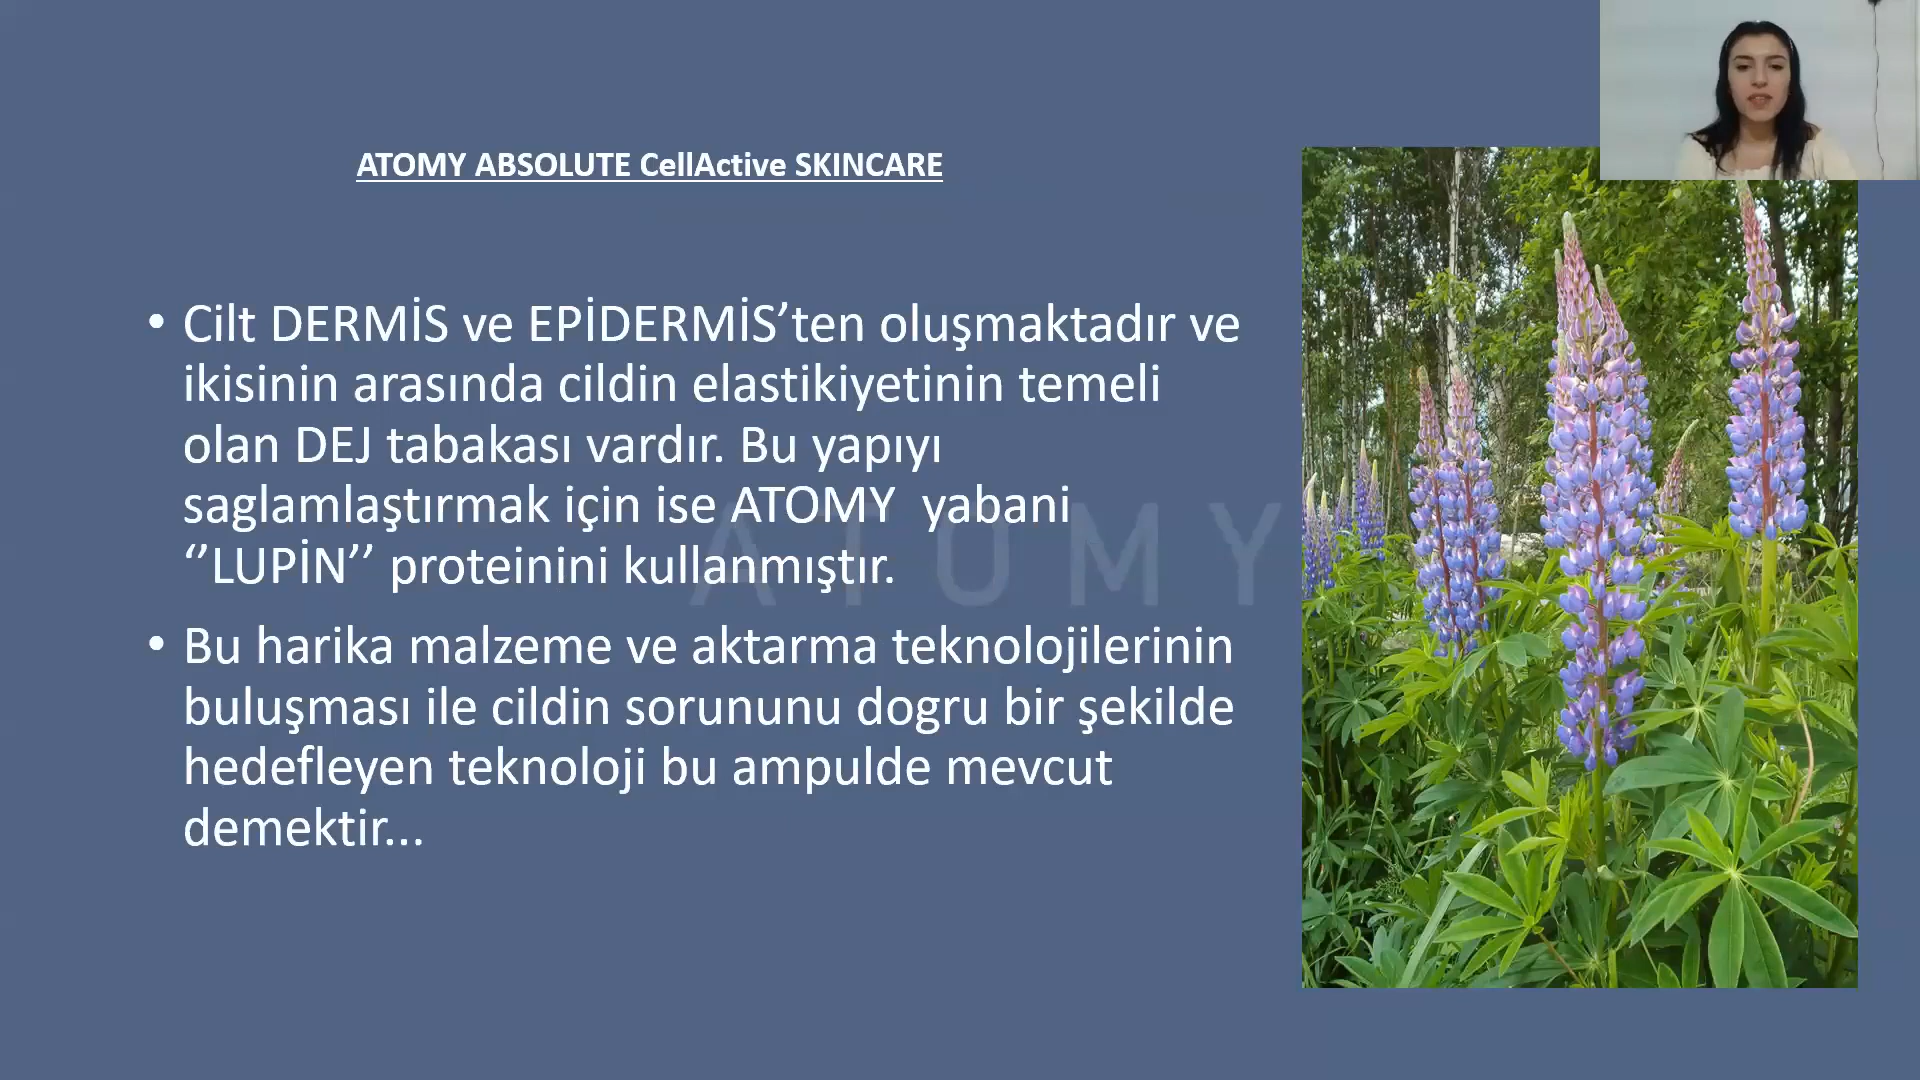 ATOMY ABSOLUTE CellActive SKINCARE
• Cilt DERMİS ve EPİDERMİS’ten oluşmaktadır ve
ikisinin arasında cildin elastikiyetinin temeli
olan DEJ tabakası vardır. Bu yapıyı
saglamlaştırmak için ise ATOMY yabani
‘’LUPİN’’ proteinini kullanmıştır.
ATOMY
• Bu harika malzeme ve aktarma teknolojilerinin
buluşması ile cildin sorununu dogru bir şekilde
hedefleyen teknoloji bu ampulde mevcut
demektir...